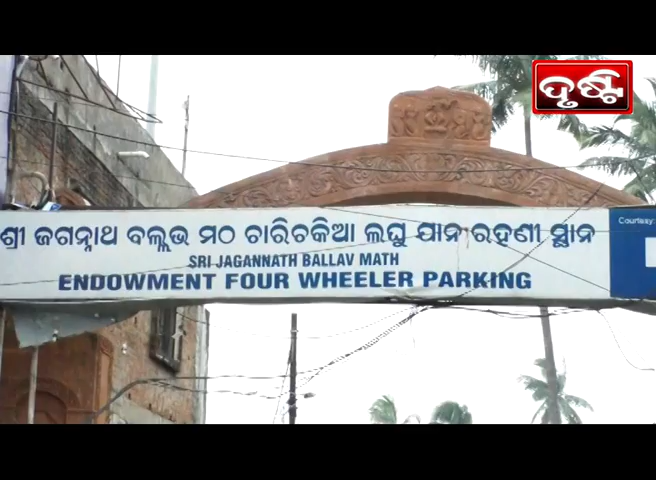 ଦୃଷ୍ଟି
ଶ୍ରୀ ଜଗନ୍ନାଥ ବଲ୍ଲଭ ମଠ ଚାରିଚକିଆ ଲଘୁ ଯାନ ରହଣୀ ସ୍ଥାନ
SRI JAGANNATH BALLAV MATH
ENDOWMENT FOUR WHEELER PARKING
Courtesy: